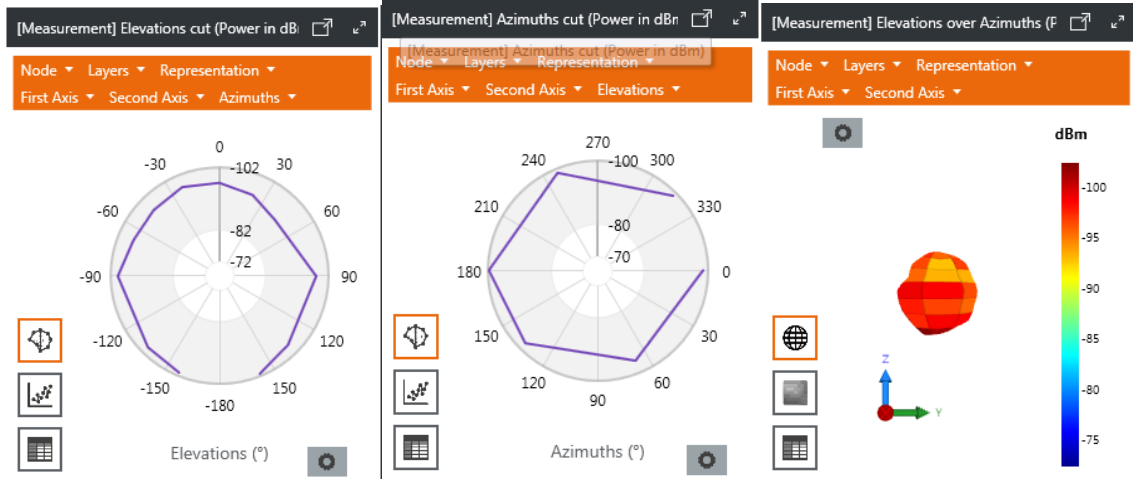 [Measurement] Elevations cut (Power in dB
Node Layers Representation
First Axis Second Axis Azimuths
0
-30 -102 30
-60 60
-82
-72
-90 90
-120 120
-150 150
-180
Elevations (°)
[Measurement] Azimuths cut (Power in dBm
[Measurement] Azimuths cut (Power in dBm)
Node Layers Representation
First Axis Second Axis Elevations
270
240 -100 300
210 330
-80
-70
180 0
150 30
120 60
90
Azimuths (°)
[Measurement] Elevations over Azimuths (P
Node Layers Representation
First Axis Second Axis
dBm
-100
-95
-90
-85
-80
-75
Z
Y